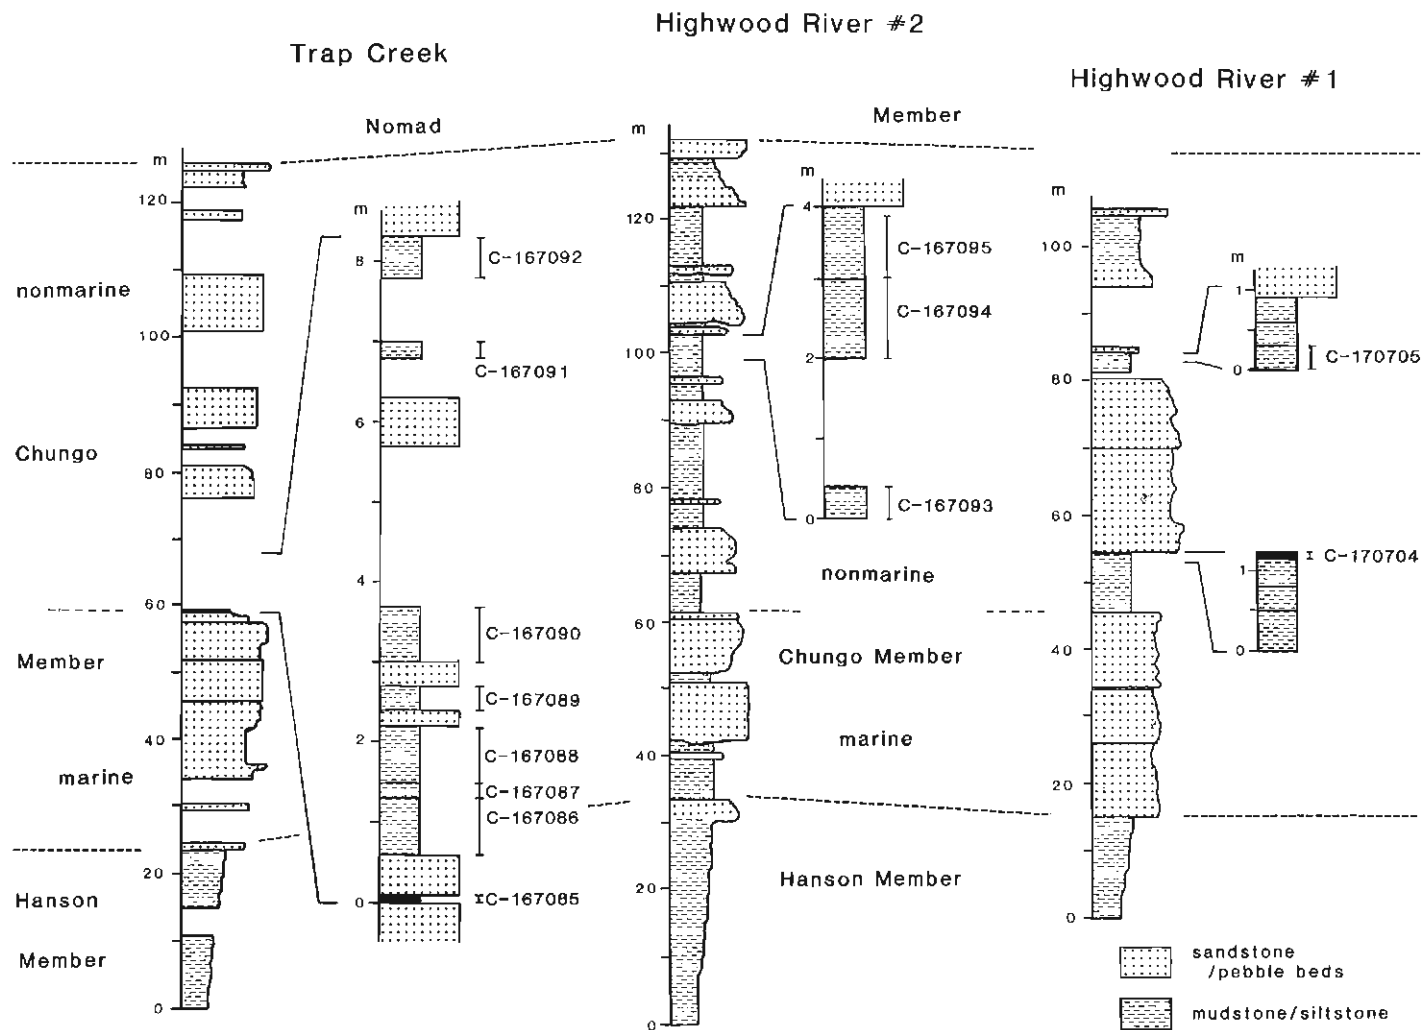 Highwood River #2
Trap Creek
Highwood River #1
Nomad
Member
m
120
100
80
60
40
20
0
nonmarine
Chungo
Member
marine
Hanson
Member
m
8
6
4
2
0
C-167092
C-167091
C-167090
C-167089
C-167088
C-167087
C-167086
C-167085
m
120
100
80
60
40
20
0
m
4
2
0
C-167095
C-167094
C-167093
nonmarine
Chungo Member
marine
Hanson Member
m
100
80
60
40
20
0
m
1
0
C-170705
1
0
C-170704
sandstone
/pebble beds
mudstone/siltstone